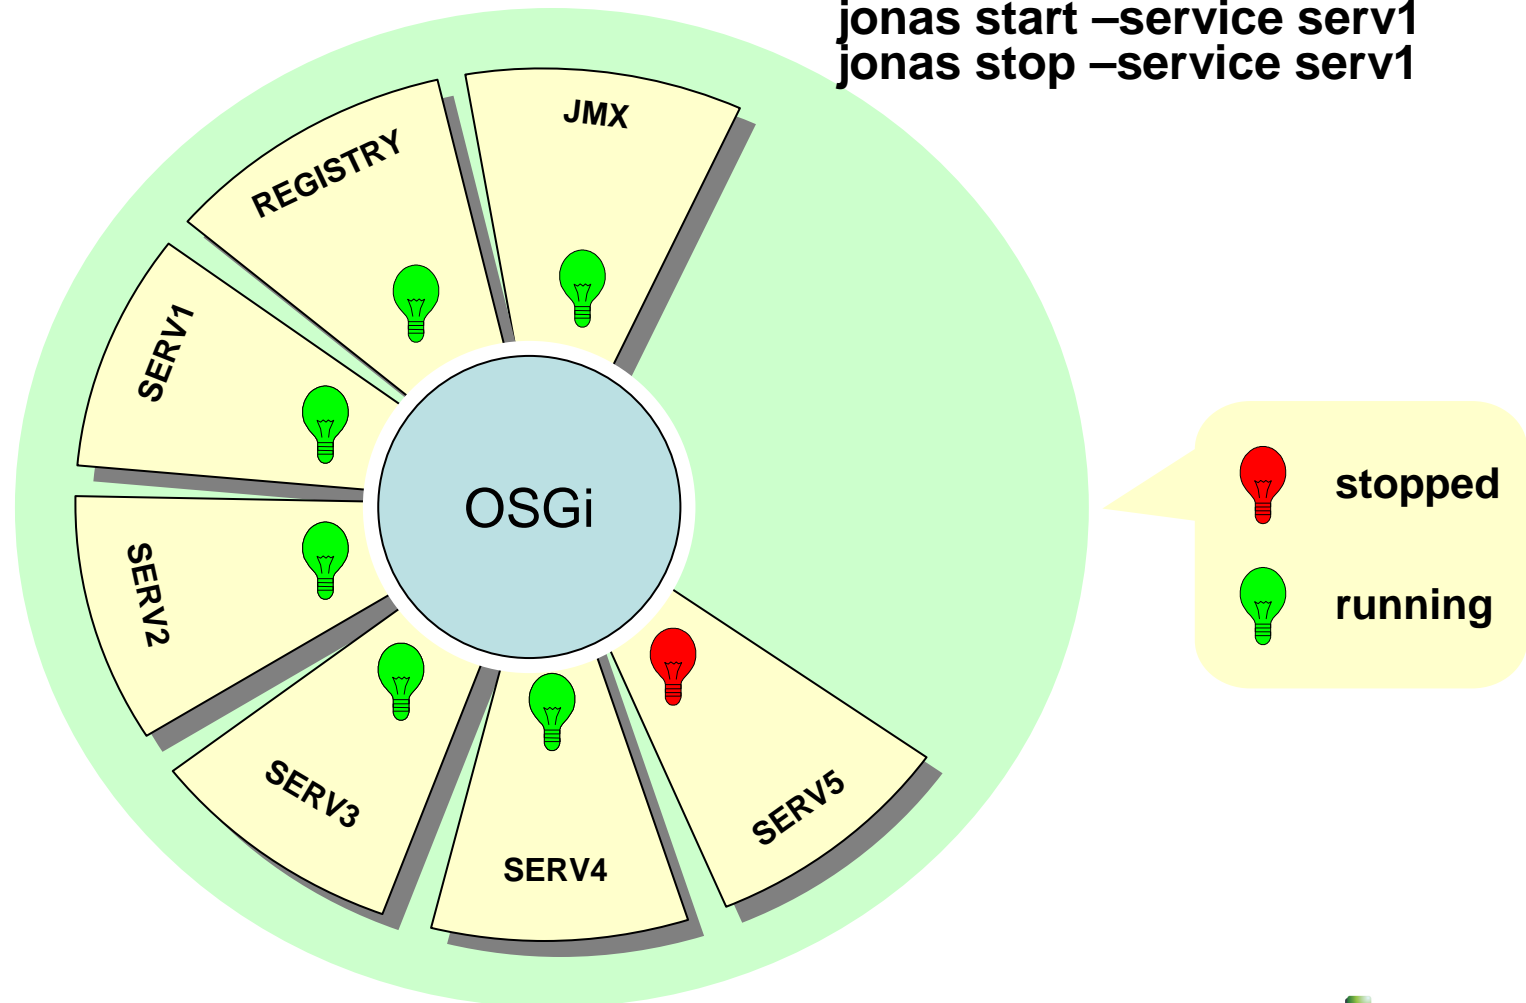 jonas start –service serv1
jonas stop –service serv1
JMX
REGISTRY
SERV1
SERV2
SERV3
SERV4
SERV5
OSGi
stopped
running